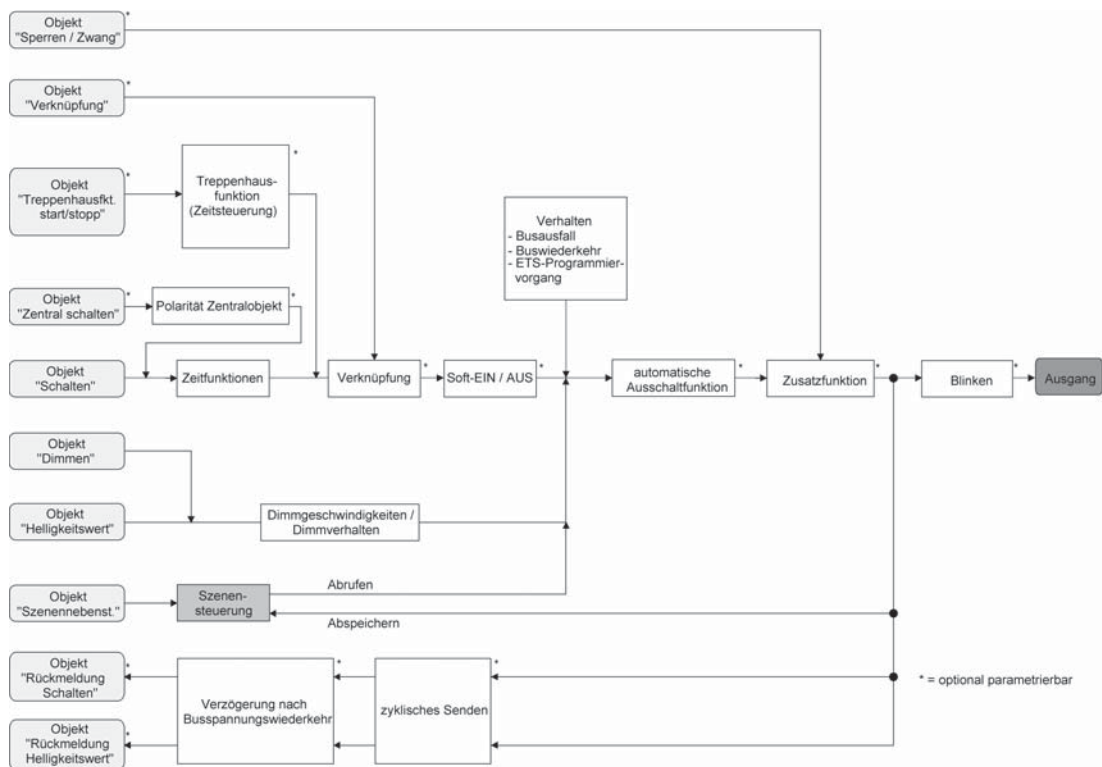 Objekt
"Sperren / Zwang"
*
Objekt
"Verknüpfung"
*
Objekt
"Treppenhausfkt.
start/stopp"
*
Treppenhaus-
funktion
(Zeitsteuerung)
*
Verhalten
- Busausfall
- Buswiederkehr
- ETS-Programmier-
vorgang
Objekt
"Zentral schalten"
*
Polarität Zentralobjekt
*
Objekt
"Schalten"
Zeitfunktionen
Verknüpfung
*
Soft-EIN / AUS
*
automatische
Ausschaltfunktion
*
Zusatzfunktion
*
Blinken
*
Ausgang
Objekt
"Dimmen"
Objekt
"Helligkeitswert"
Dimmgeschwindigkeiten /
Dimmverhalten
Objekt
"Szenennebenst."
Szenen-
steuerung
Abrufen
Abspeichern
Objekt
"Rückmeldung
Schalten"
*
Verzögerung nach
Busspannungswiederkehr
*
zyklisches Senden
*
* = optional parametrierbar
Objekt
"Rückmeldung
Helligkeitswert"
*